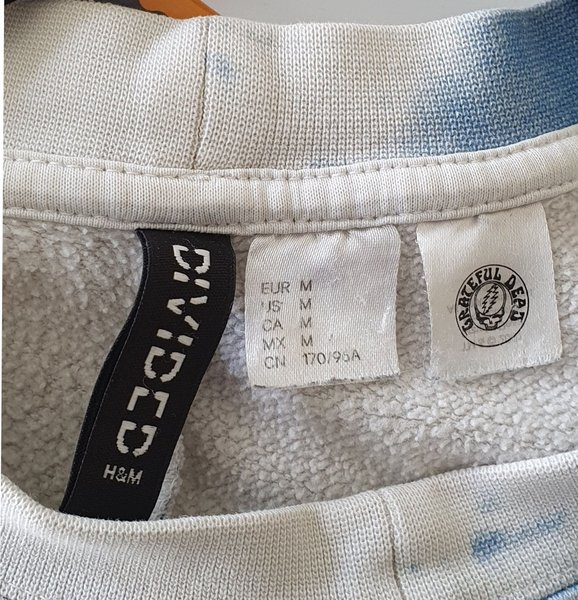 DIVIDED
H&M
EUR M
US M
CA M
MX M
CN 170/96A
GRATEFUL DEAD